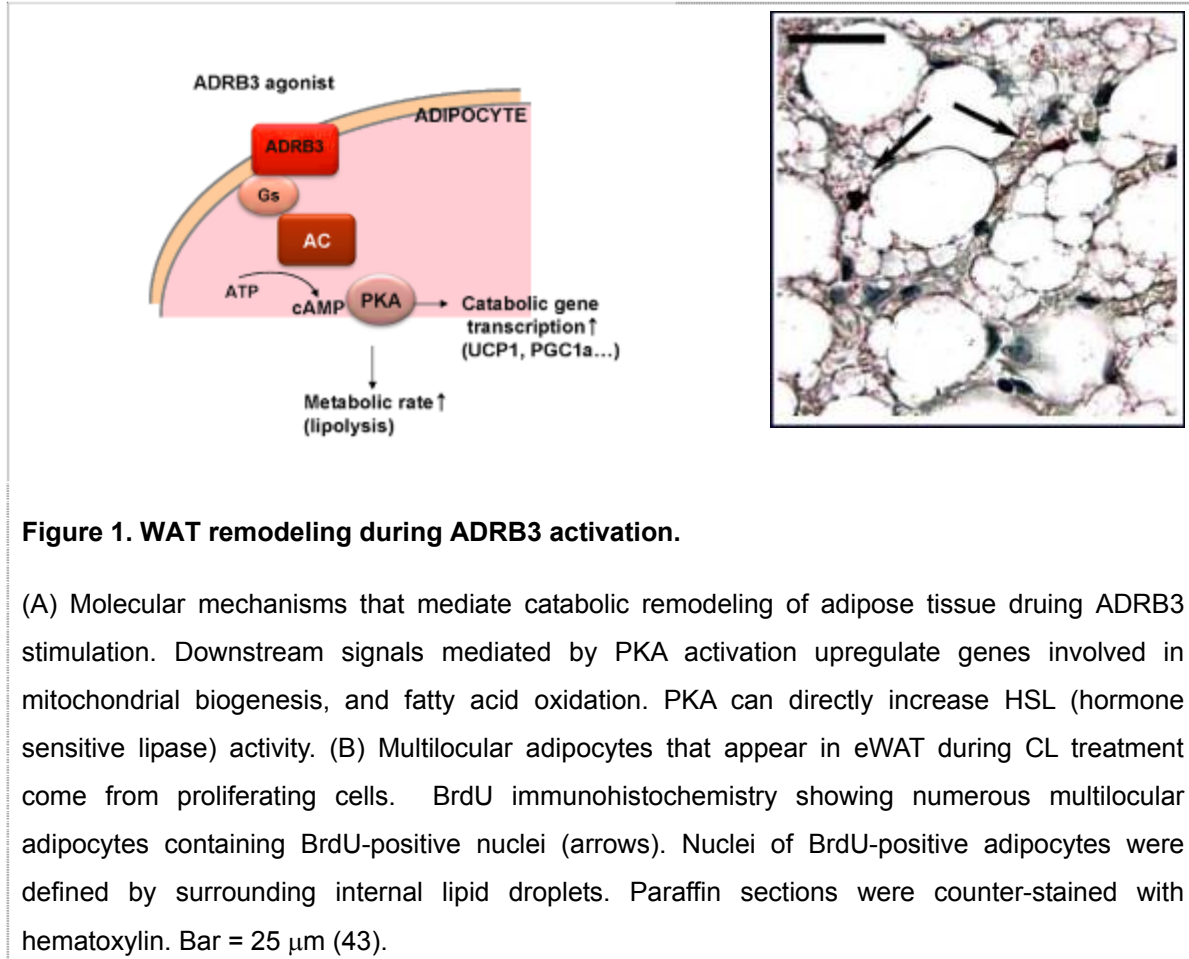 ADRB3 agonist
ADIPOCYTE
ADRB3
Gs
AC
ATP
cAMP
PKA
Catabolic gene
transcription↑
(UCP1, PGC1a...)
Metabolic rate↑
(lipolysis)
Figure 1. WAT remodeling during ADRB3 activation.
(A) Molecular mechanisms that mediate catabolic remodeling of adipose tissue druing ADRB3
stimulation. Downstream signals mediated by PKA activation upregulate genes involved in
mitochondrial biogenesis, and fatty acid oxidation. PKA can directly increase HSL (hormone
sensitive lipase) activity. (B) Multilocular adipocytes that appear in eWAT during CL treatment
come from proliferating cells. BrdU immunohistochemistry showing numerous multilocular
adipocytes containing BrdU-positive nuclei (arrows). Nuclei of BrdU-positive adipocytes were
defined by surrounding internal lipid droplets. Paraffin sections were counter-stained with
hematoxylin. Bar = 25 μm (43).